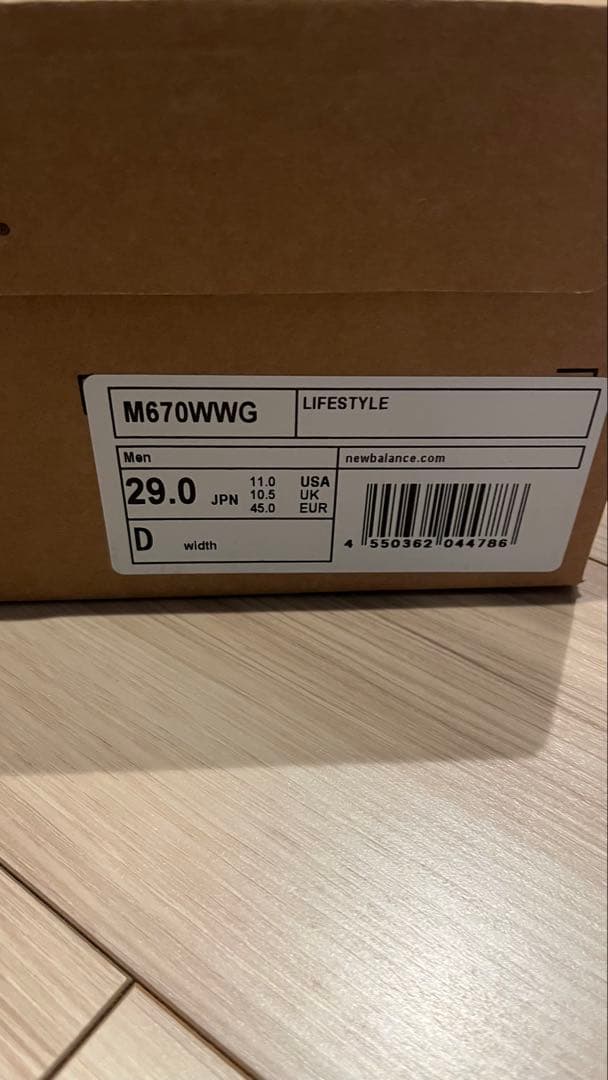 M670WWG
LIFESTYLE
Men
newbalance.com
29.0 JPN
11.0 USA
10.5 UK
45.0 EUR
D width
4 550362 044786